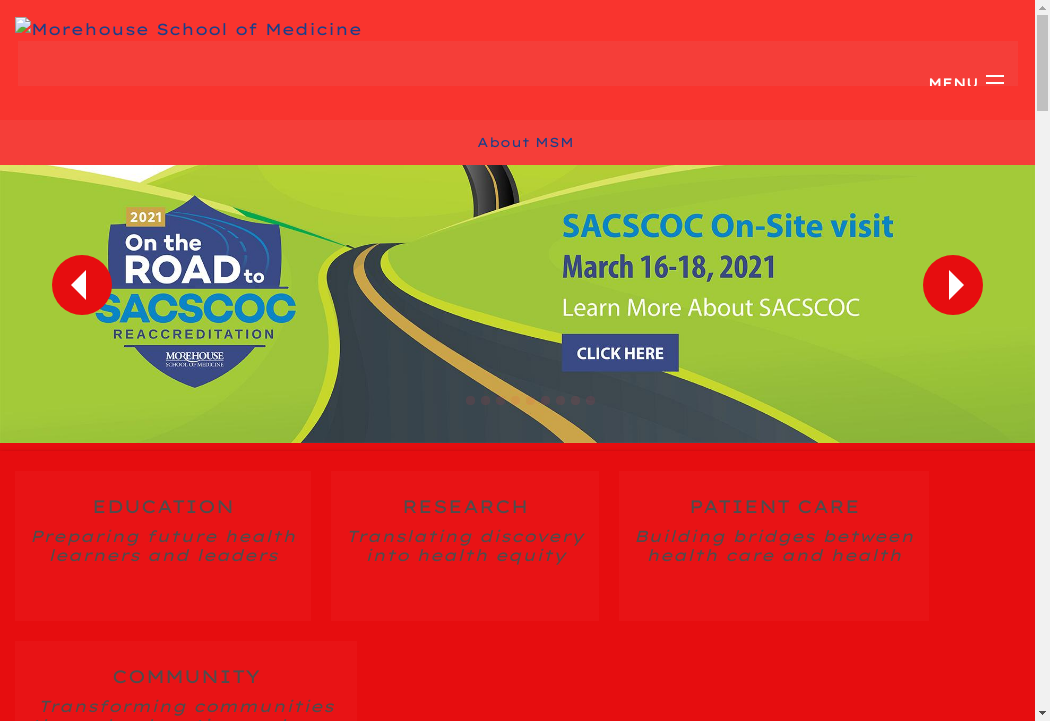 Morehouse School of Medicine
MENU
About MSM
2021
On the
ROAD to
SACSCOC
REACCREDITATION
MOREHOUSE
SCHOOL OF MEDICINE
SACSCOC On-Site visit
March 16-18, 2021
Learn More About SACSCOC
CLICK HERE
EDUCATION
Preparing future health
learners and leaders
RESEARCH
Translating discovery
into health equity
PATIENT CARE
Building bridges between
health care and health
COMMUNITY
Transforming communities